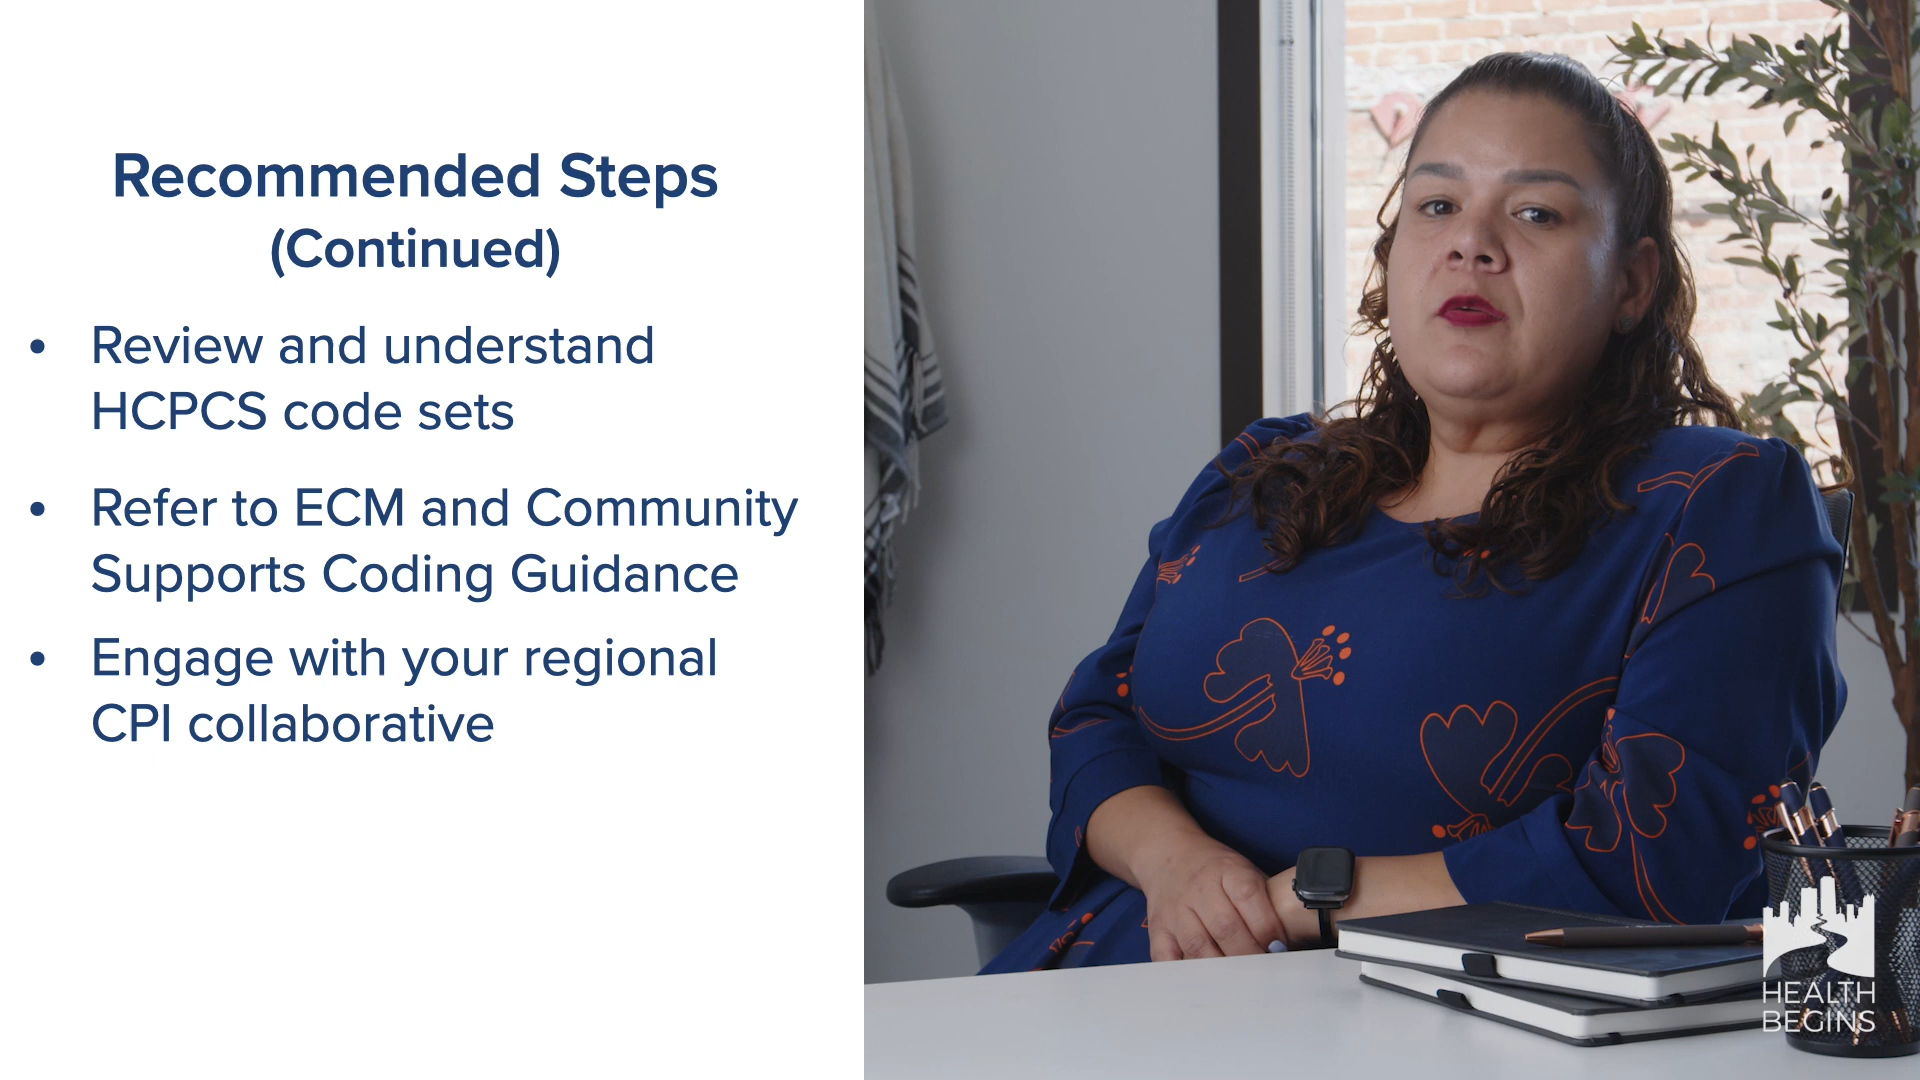 Recommended Steps
(Continued)
• Review and understand
HCPCS code sets
• Refer to ECM and Community
Supports Coding Guidance
• Engage with your regional
CPI collaborative
HEALTH
BEGINS